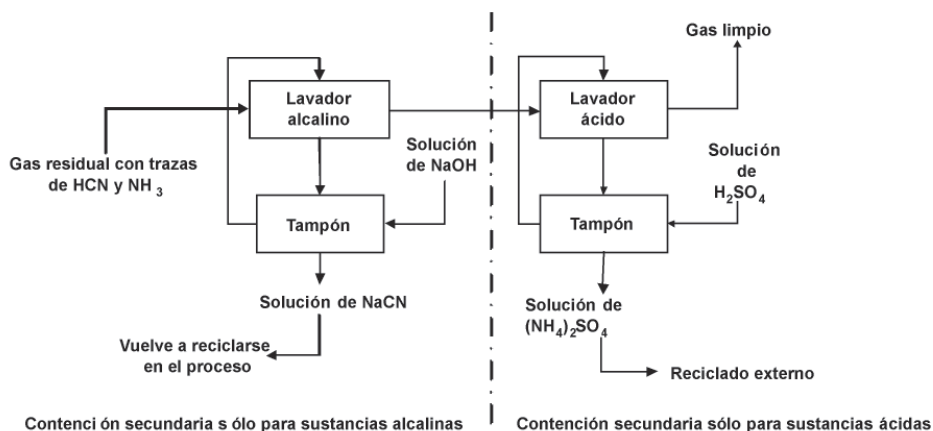 Gas limpio
Lavador
alcalino
Lavador
ácido
Gas residual con trazas
de HCN y NH3
Solución
de NaOH
Solución
de
H2SO4
Tampón
Tampón
Solución de NaCN
Solución de
(NH4)2SO4
Vuelve a reciclarse
en el proceso
Reciclado externo
Contenci ón secundaria s ólo para sustancias alcalinas
Contención secundaria sólo para sustancias ácidas